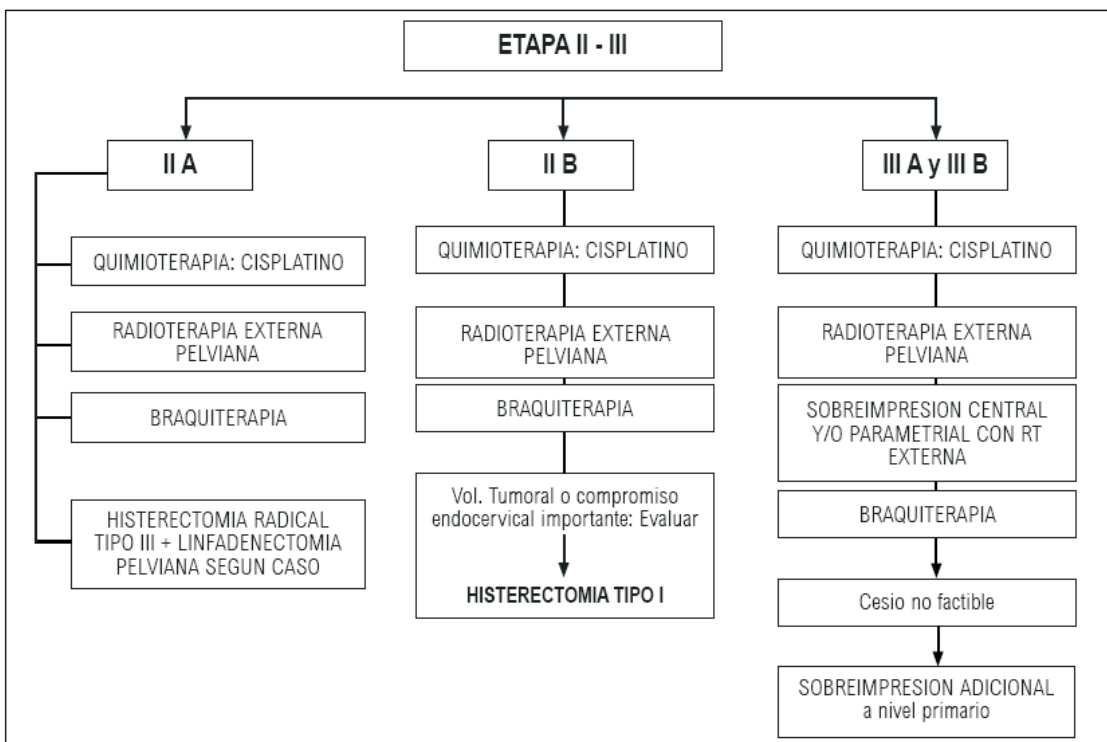 ETAPA II - III
II A
QUIMIOTERAPIA: CISPLATINO
RADIOTERAPIA EXTERNA
PELVIANA
BRAQUITERAPIA
HISTERECTOMIA RADICAL
TIPO III + LINFADENECTOMIA
PELVIANA SEGUN CASO
II B
QUIMIOTERAPIA: CISPLATINO
RADIOTERAPIA EXTERNA
PELVIANA
BRAQUITERAPIA
Vol. Tumoral o compromiso
endocervical importante: Evaluar
HISTERECTOMIA TIPO I
III A y III B
QUIMIOTERAPIA: CISPLATINO
RADIOTERAPIA EXTERNA
PELVIANA
SOBREIMPRESION CENTRAL
Y/O PARAMETRIAL CON RT
EXTERNA
BRAQUITERAPIA
Cesio no factible
SOBREIMPRESION ADICIONAL
a nivel primario